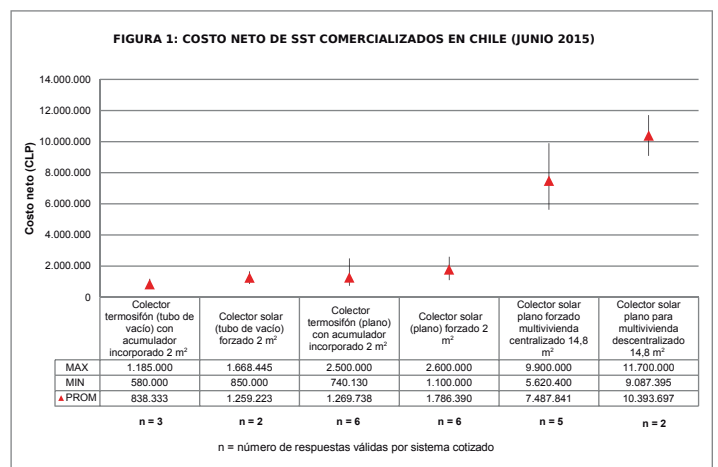 FIGURA 1: COSTO NETO DE SST COMERCIALIZADOS EN CHILE (JUNIO 2015)
Costo neto (CLP)
14.000.000
12.000.000
10.000.000
8.000.000
6.000.000
4.000.000
2.000.000
0
Colector termosifón (tubo de vacío) con acumulador incorporado 2 m²
Colector solar (tubo de vacío) forzado 2 m²
Colector termosifón (plano) con acumulador incorporado 2 m²
Colector solar (plano) forzado 2 m²
Colector solar plano forzado multivivienda centralizado 14,8 m²
Colector solar plano para multivivienda descentralizado 14,8 m²
MAX 1.185.000 1.668.445 2.500.000 2.600.000 9.900.000 11.700.000
MIN 580.000 850.000 740.130 1.100.000 5.620.400 9.087.395
PROM 838.333 1.259.223 1.269.738 1.786.390 7.487.841 10.393.697
n = 3 n = 2 n = 6 n = 6 n = 5 n = 2
n = número de respuestas válidas por sistema cotizado